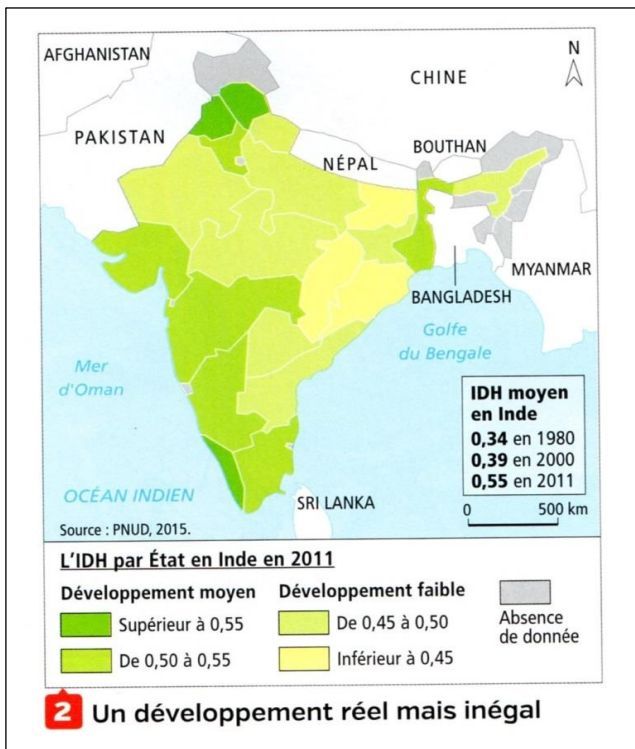 AFGHANISTAN
N
CHINE
PAKISTAN
NÉPAL
BOUTHAN
MYANMAR
BANGLADESH
Golfe
du Bengale
Mer
d'Oman
IDH moyen
en Inde
0,34 en 1980
0,39 en 2000
0,55 en 2011
OCÉAN INDIEN
SRI LANKA
0 500 km
Source : PNUD, 2015.
L'IDH par État en Inde en 2011
Développement moyen
Supérieur à 0,55
De 0,50 à 0,55
Développement faible
De 0,45 à 0,50
Inférieur à 0,45
Absence
de donnée
2 Un développement réel mais inégal